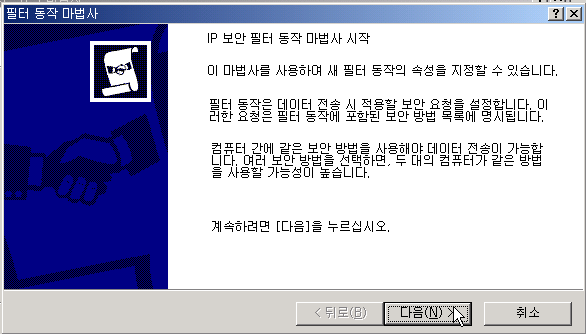 필터 동작 마법사
IP 보안 필터 동작 마법사 시작
이 마법사를 사용하여 새 필터 동작의 속성을 지정할 수 있습니다.
필터 동작은 데이터 전송 시 적용할 보안 요청을 설정합니다. 이
러한 요청은 필터 동작에 포함된 보안 방법 목록에 명시됩니다.
컴퓨터 간에 같은 보안 방법을 사용해야 데이터 전송이 가능합
니다. 여러 보안 방법을 선택하면, 두 대의 컴퓨터가 같은 방법
을 사용할 가능성이 높습니다.
계속하려면 [다음]을 누르십시오.
< 뒤로(B)
다음(N) >
취소